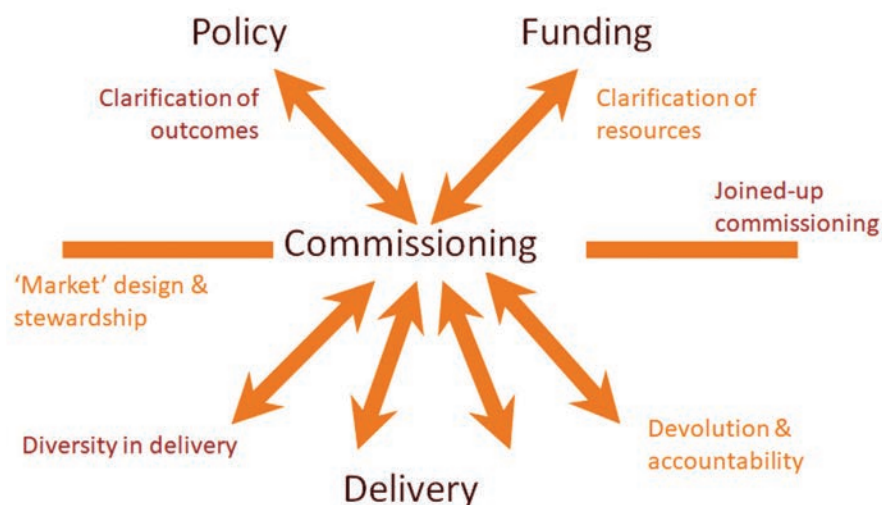 Policy
Funding
Clarification of
outcomes
Clarification of
resources
Joined-up
commissioning
Commissioning
‘Market’ design &
stewardship
Diversity in delivery
Devolution &
accountability
Delivery